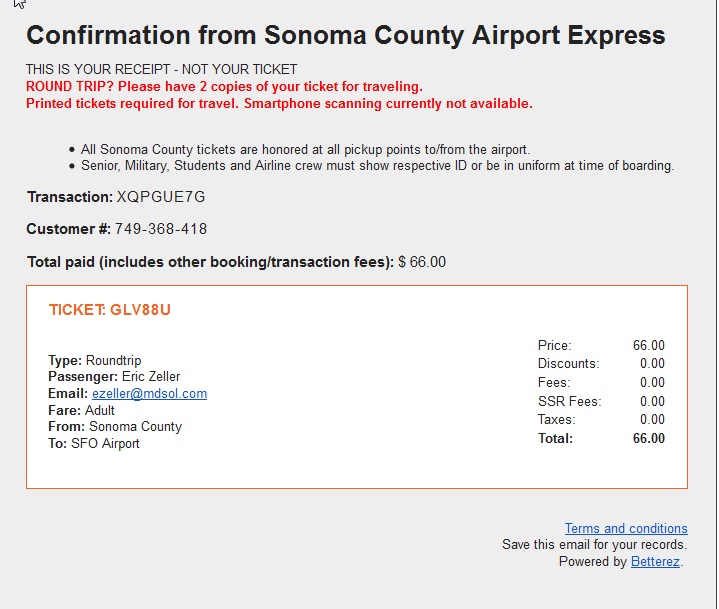 Confirmation from Sonoma County Airport Express
THIS IS YOUR RECEIPT - NOT YOUR TICKET
ROUND TRIP? Please have 2 copies of your ticket for traveling.
Printed tickets required for travel. Smartphone scanning currently not available.
• All Sonoma County tickets are honored at all pickup points to/from the airport.
• Senior, Military, Students and Airline crew must show respective ID or be in uniform at time of boarding.
Transaction: XQPGUE7G
Customer #: 749-368-418
Total paid (includes other booking/transaction fees): $ 66.00
TICKET: GLV88U
Type: Roundtrip
Passenger: Eric Zeller
Email: ezeller@mdsol.com
Fare: Adult
From: Sonoma County
To: SFO Airport
Price: 66.00
Discounts: 0.00
Fees: 0.00
SSR Fees: 0.00
Taxes: 0.00
Total: 66.00
Terms and conditions
Save this email for your records.
Powered by Betterez.